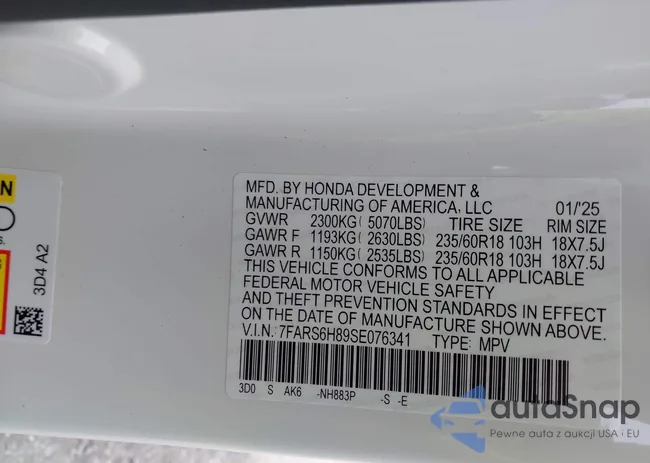 MFD. BY HONDA DEVELOPMENT &
MANUFACTURING OF AMERICA, LLC 01/'25
GVWR 2300KG( 5070LBS) TIRE SIZE RIM SIZE
GAWR F 1193KG( 2630LBS) 235/60R18 103H 18X7.5J
GAWR R 1150KG( 2535LBS) 235/60R18 103H 18X7.5J
THIS VEHICLE CONFORMS TO ALL APPLICABLE
FEDERAL MOTOR VEHICLE SAFETY
AND THEFT PREVENTION STANDARDS IN EFFECT
ON THE DATE OF MANUFACTURE SHOWN ABOVE.
V.I.N.: 7FARS6H89SE076341 TYPE: MPV
3D0 S AK6 -NH883P -S -E
3D4 A2
autoSnap
Pewne auta z aukcji USA i EU